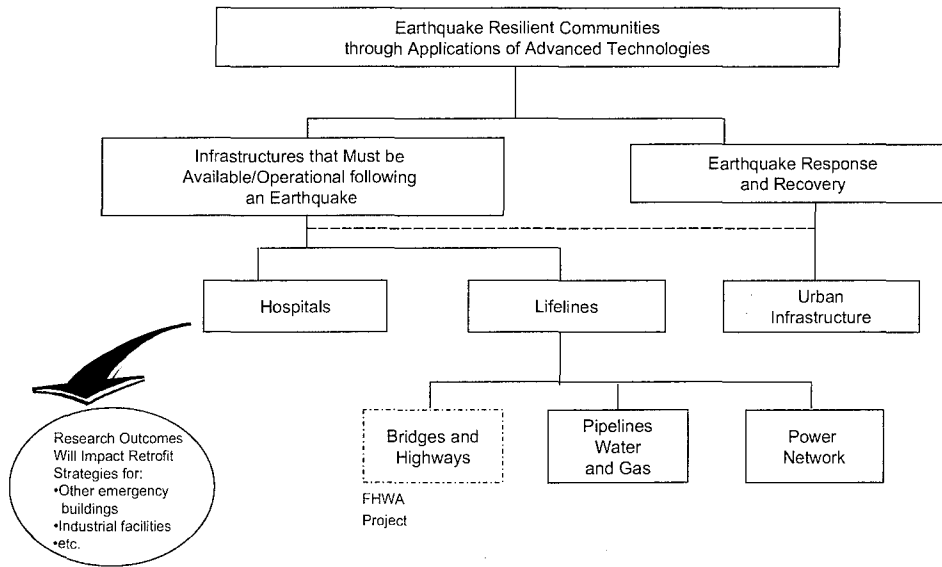 Earthquake Resilient Communities
through Applications of Advanced Technologies
Infrastructures that Must be
Available/Operational following
an Earthquake
Earthquake Response
and Recovery
Hospitals
Lifelines
Urban
Infrastructure
Research Outcomes
Will Impact Retrofit
Strategies for:
•Other emergency
buildings
•Industrial facilities
•etc.
Bridges and
Highways
Pipelines
Water
and Gas
Power
Network
FHWA
Project